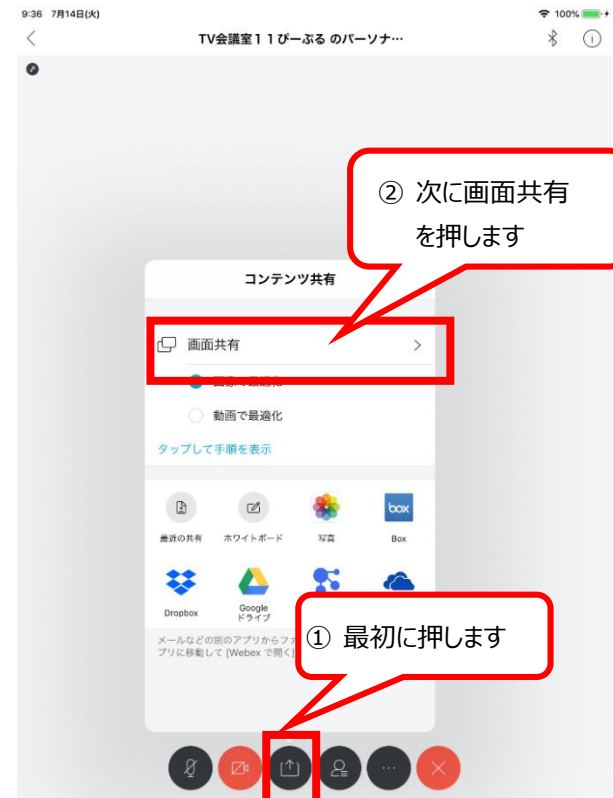 9:36 7月14日(火)
100%
TV会議室11ぴーぷる のパーソナ…
② 次に画面共有
を押します
コンテンツ共有
画面共有
動画で最適化
タップして手順を表示
最近の共有
ホワイトボード
写真
box
Box
Dropbox
Google
ドライブ
① 最初に押します
メールなどの別のアプリからファ
プリに移動して [Webex で開く]